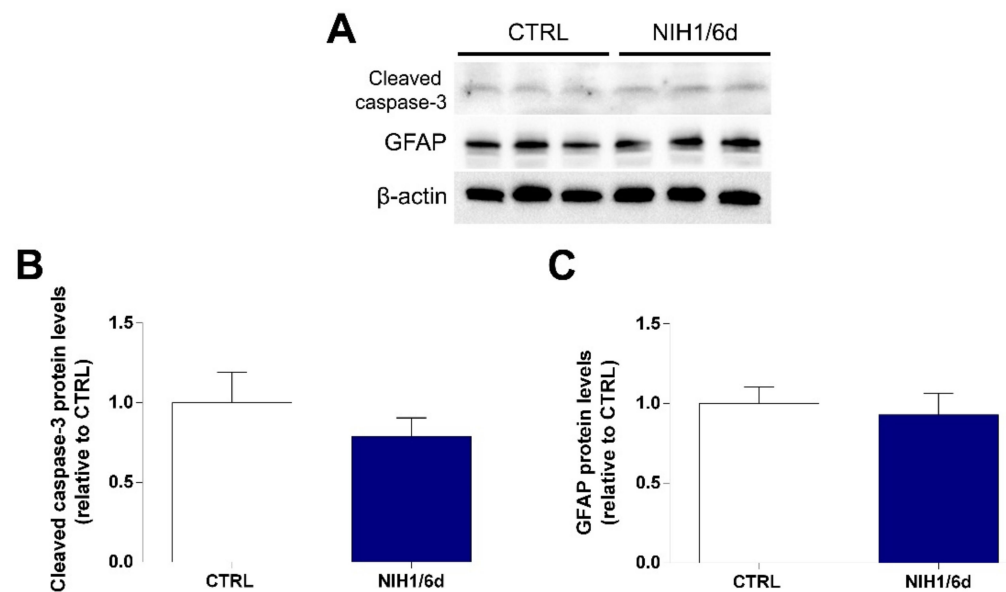 A
CTRL NIH1/6d
Cleaved
caspase-3
GFAP
β-actin
B
Cleaved caspase-3 protein levels
(relative to CTRL)
1.5
1.0
0.5
0.0
CTRL NIH1/6d
C
GFAP protein levels
(relative to CTRL)
1.5
1.0
0.5
0.0
CTRL NIH1/6d